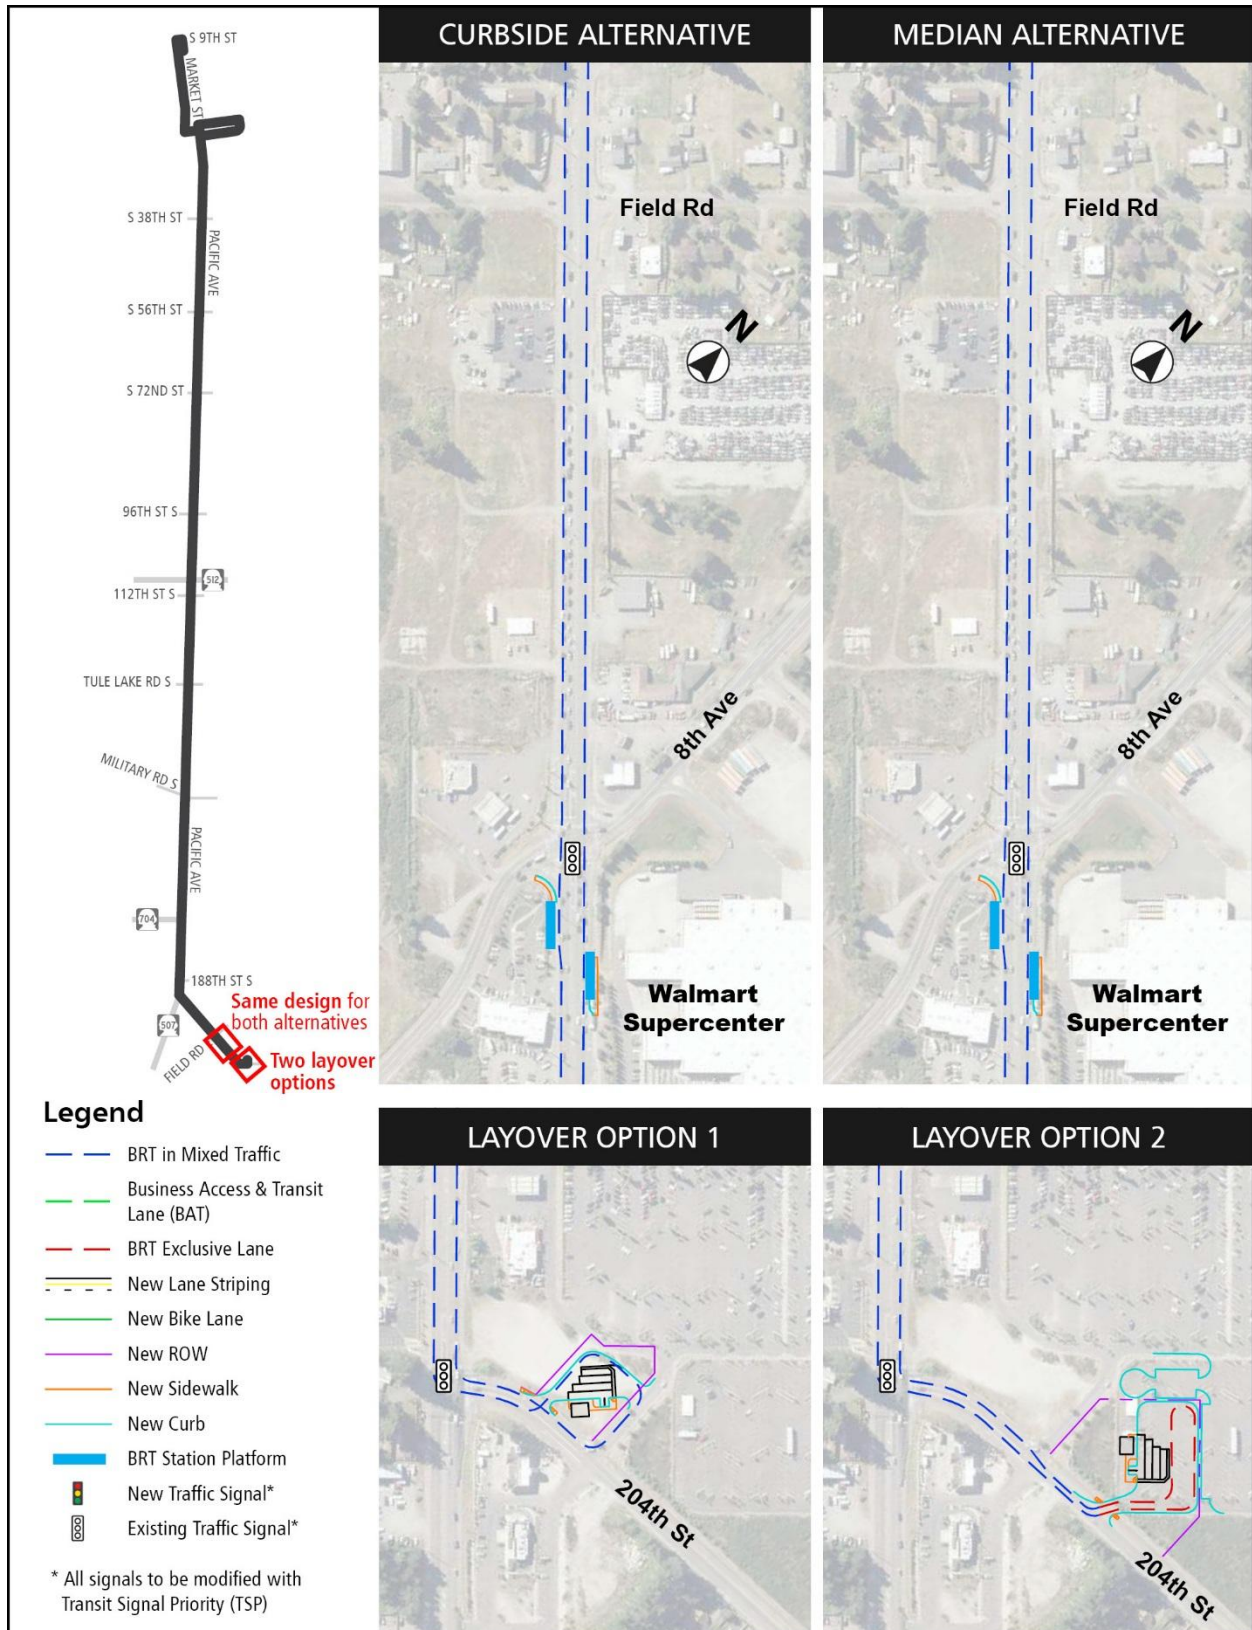 S 9TH ST
MARKET ST
S 38TH ST
PACIFIC AVE
S 56TH ST
S 72ND ST
96TH ST S
512
112TH ST S
TULE LAKE RD S
MILITARY RD S
PACIFIC AVE
704
188TH ST S
507
FIELD RD
Same design for
both alternatives
Two layover
options
CURBSIDE ALTERNATIVE
Field Rd
N
8th Ave
Walmart
Supercenter
MEDIAN ALTERNATIVE
Field Rd
N
8th Ave
Walmart
Supercenter
Legend
BRT in Mixed Traffic
Business Access & Transit
Lane (BAT)
BRT Exclusive Lane
New Lane Striping
New Bike Lane
New ROW
New Sidewalk
New Curb
BRT Station Platform
New Traffic Signal*
Existing Traffic Signal*
* All signals to be modified with
Transit Signal Priority (TSP)
LAYOVER OPTION 1
204th St
LAYOVER OPTION 2
204th St